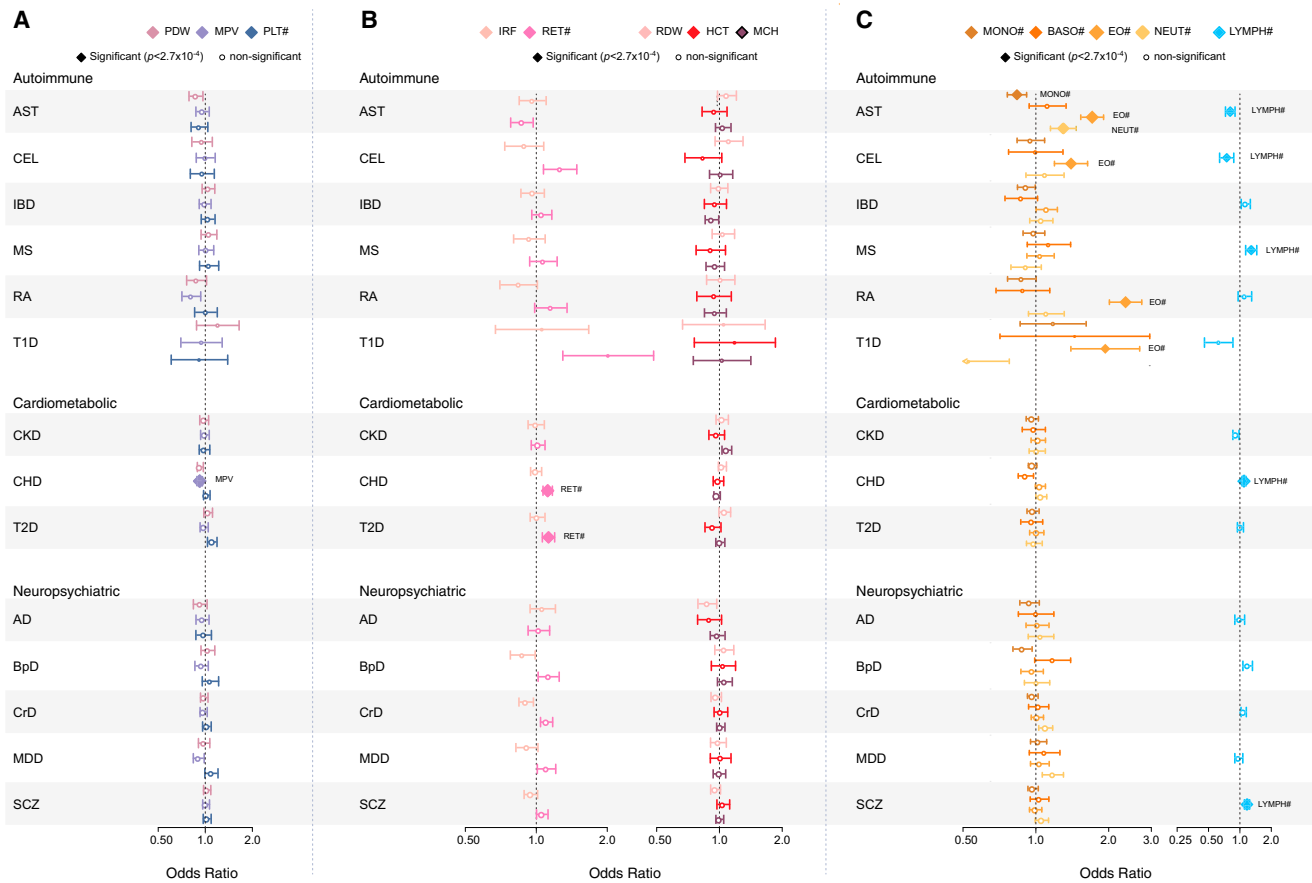 A
PDW MPV PLT#
Significant (p<2.7x10-4) non-significant
Autoimmune
AST
CEL
IBD
MS
RA
T1D
Cardiometabolic
CKD
CHD
MPV
T2D
Neuropsychiatric
AD
BpD
CrD
MDD
SCZ
0.50 1.0 2.0
Odds Ratio
B
IRF RET# RDW HCT MCH
Significant (p<2.7x10-4) non-significant
Autoimmune
AST
CEL
IBD
MS
RA
T1D
Cardiometabolic
CKD
CHD
RET#
T2D
RET#
Neuropsychiatric
AD
BpD
CrD
MDD
SCZ
0.50 1.0 2.0 0.50 1.0 2.0
Odds Ratio
C
MONO# BASO# EO# NEUT# LYMPH#
Significant (p<2.7x10-4) non-significant
Autoimmune
MONO#
AST
EO#
NEUT#
LYMPH#
CEL
EO#
LYMPH#
IBD
MS
LYMPH#
RA
EO#
T1D
EO#
Cardiometabolic
CKD
CHD
LYMPH#
T2D
Neuropsychiatric
AD
BpD
CrD
MDD
SCZ
LYMPH#
0.50 1.0 2.0 3.0 0.25 0.50 1.0 2.0
Odds Ratio